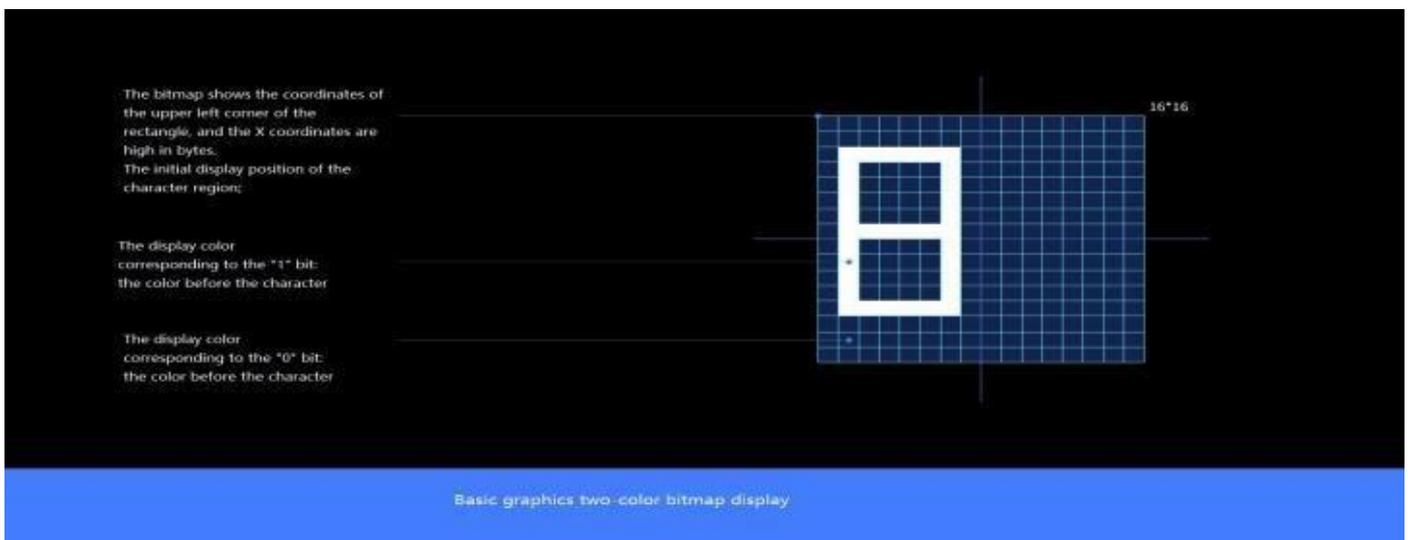 The bitmap shows the coordinates of
the upper left corner of the
rectangle, and the X coordinates are
high in bytes.
The initial display position of the
character region;
16*16
The display color
corresponding to the "1" bit:
the color before the character
The display color
corresponding to the "0" bit:
the color before the character
Basic graphics two-color bitmap display